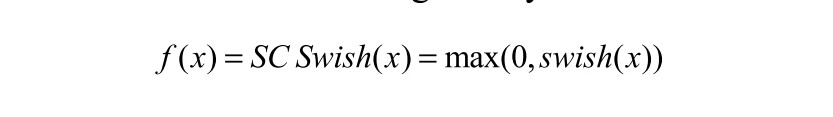 f(x) = SC Swish(x) = max(0, swish(x))